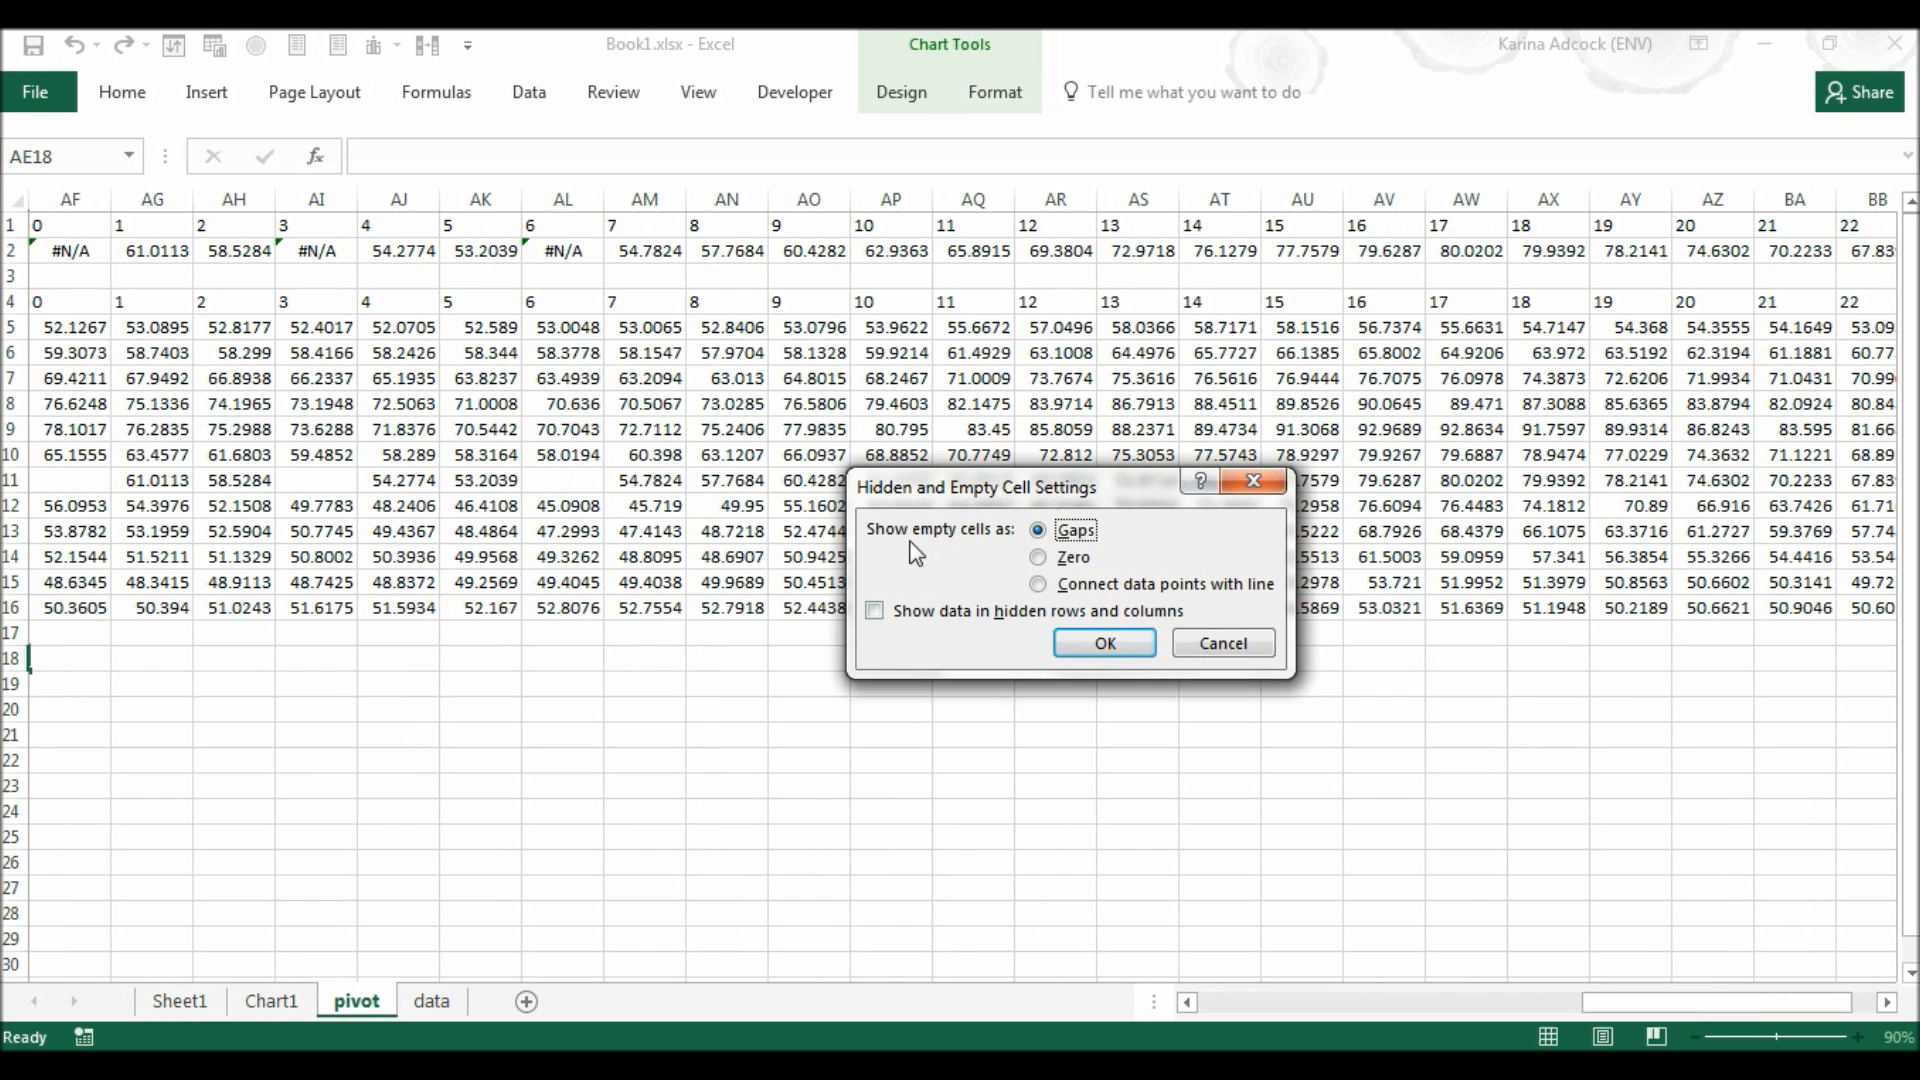 Book1.xlsx - Excel
Chart Tools
Karina Adcock (ENV)
File Home Insert Page Layout Formulas Data Review View Developer Design Format Tell me what you want to do Share
AE18 fx
AF AG AH AI AJ AK AL AM AN AO AP AQ AR AS AT AU AV AW AX AY AZ BA BB
1 0 1 2 3 4 5 6 7 8 9 10 11 12 13 14 15 16 17 18 19 20 21 22
2 #N/A 61.0113 58.5284 #N/A 54.2774 53.2039 #N/A 54.7824 57.7684 60.4282 62.9363 65.8915 69.3804 72.9718 76.1279 77.7579 79.6287 80.0202 79.9392 78.2141 74.6302 70.2233 67.83
3
4 0 1 2 3 4 5 6 7 8 9 10 11 12 13 14 15 16 17 18 19 20 21 22
5 52.1267 53.0895 52.8177 52.4017 52.0705 52.589 53.0048 53.0065 52.8406 53.0796 53.9622 55.6672 57.0496 58.0366 58.7171 58.1516 56.7374 55.6631 54.7147 54.368 54.3555 54.1649 53.09
6 59.3073 58.7403 58.299 58.4166 58.2426 58.344 58.3778 58.1547 57.9704 58.1328 59.9214 61.4929 63.1008 64.4976 65.7727 66.1385 65.8002 64.9206 63.972 63.5192 62.3194 61.1881 60.77
7 69.4211 67.9492 66.8938 66.2337 65.1935 63.8237 63.4939 63.2094 63.013 64.8015 68.2467 71.0009 73.7674 75.3616 76.5616 76.9444 76.7075 76.0978 74.3873 72.6206 71.9934 71.0431 70.99
8 76.6248 75.1336 74.1965 73.1948 72.5063 71.0008 70.636 70.5067 73.0285 76.5806 79.4603 82.1475 83.9714 86.7913 88.4511 89.8526 90.0645 89.471 87.3088 85.6365 83.8794 82.0924 80.84
9 78.1017 76.2835 75.2988 73.6288 71.8376 70.5442 70.7043 72.7112 75.2406 77.9835 80.795 83.45 85.8059 88.2371 89.4734 91.3068 92.9689 92.8634 91.7597 89.9314 86.8243 83.595 81.66
10 65.1555 63.4577 61.6803 59.4852 58.289 58.3164 58.0194 60.398 63.1207 66.0937 68.8852 70.7749 72.812 75.3053 77.5743 78.9297 79.9267 79.6887 78.9474 77.0229 74.3632 71.1221 68.89
11 61.0113 58.5284 54.2774 53.2039 54.7824 57.7684 60.4282 7579 79.6287 80.0202 79.9392 78.2141 74.6302 70.2233 67.83
12 56.0953 54.3976 52.1508 49.7783 48.2406 46.4108 45.0908 45.719 49.95 55.1602 .2958 76.6094 76.4483 74.1812 70.89 66.916 63.7426 61.71
13 53.8782 53.1959 52.5904 50.7745 49.4367 48.4864 47.2993 47.4143 48.7218 52.4744 .5222 68.7926 68.4379 66.1075 63.3716 61.2727 59.3769 57.74
14 52.1544 51.5211 51.1329 50.8002 50.3936 49.9568 49.3262 48.8095 48.6907 50.9425 .5513 61.5003 59.0959 57.341 56.3854 55.3266 54.4416 53.54
15 48.6345 48.3415 48.9113 48.7425 48.8372 49.2569 49.4045 49.4038 49.9689 50.4513 .2978 53.721 51.9952 51.3979 50.8563 50.6602 50.3141 49.72
16 50.3605 50.394 51.0243 51.6175 51.5934 52.167 52.8076 52.7554 52.7918 52.4438 .5869 53.0321 51.6369 51.1948 50.2189 50.6621 50.9046 50.60
17
18
19
20
21
22
23
24
25
26
27
28
29
30
Hidden and Empty Cell Settings ?
Show empty cells as: Gaps
Zero
Connect data points with line
Show data in hidden rows and columns
OK Cancel
Sheet1 Chart1 pivot data
Ready 90%